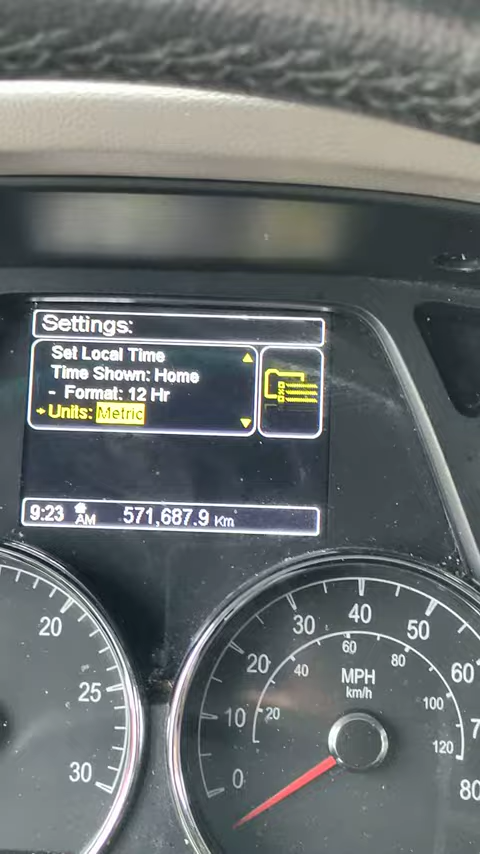 Settings:
Set Local Time
Time Shown: Home
- Format: 12 Hr
Units: Metric
9:23 AM 571,687.9 Km
20
25
30
0
10
20
30
40
50
60
80
20
40
60
80
100
120
MPH
km/h